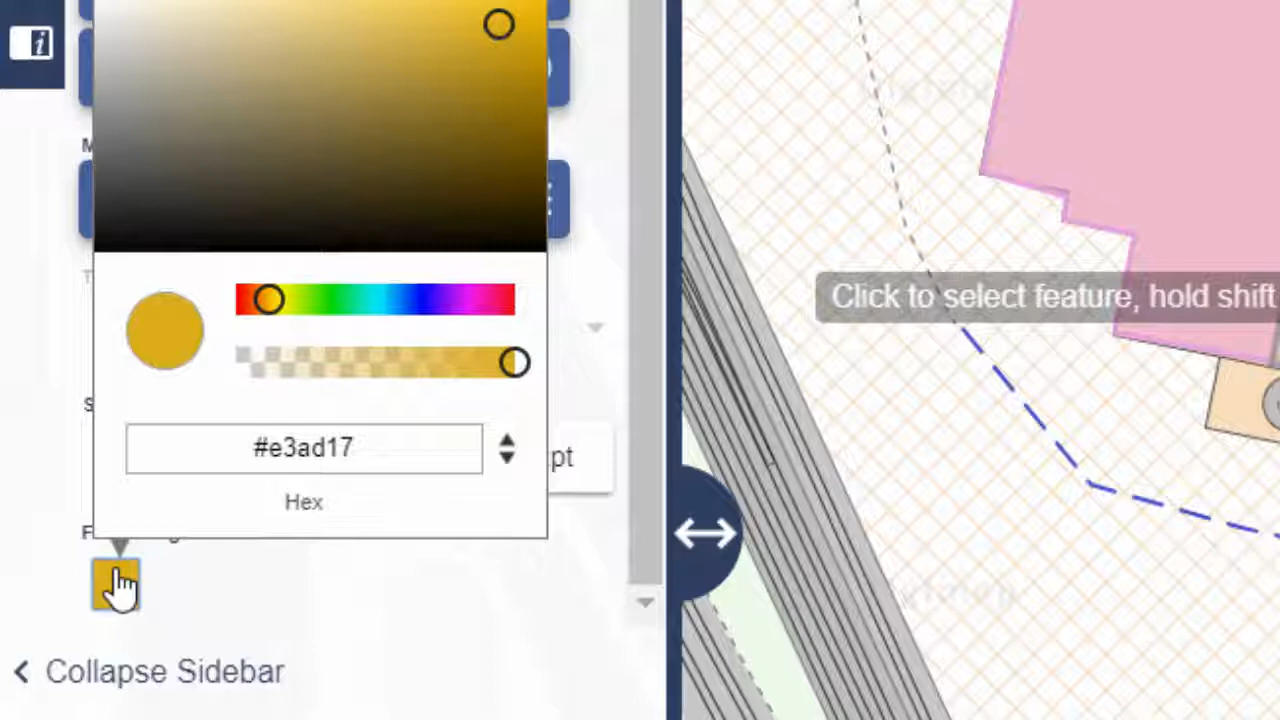 i
M
T
Click to select feature, hold shift
S
#e3ad17
pt
Hex
F
Collapse Sidebar